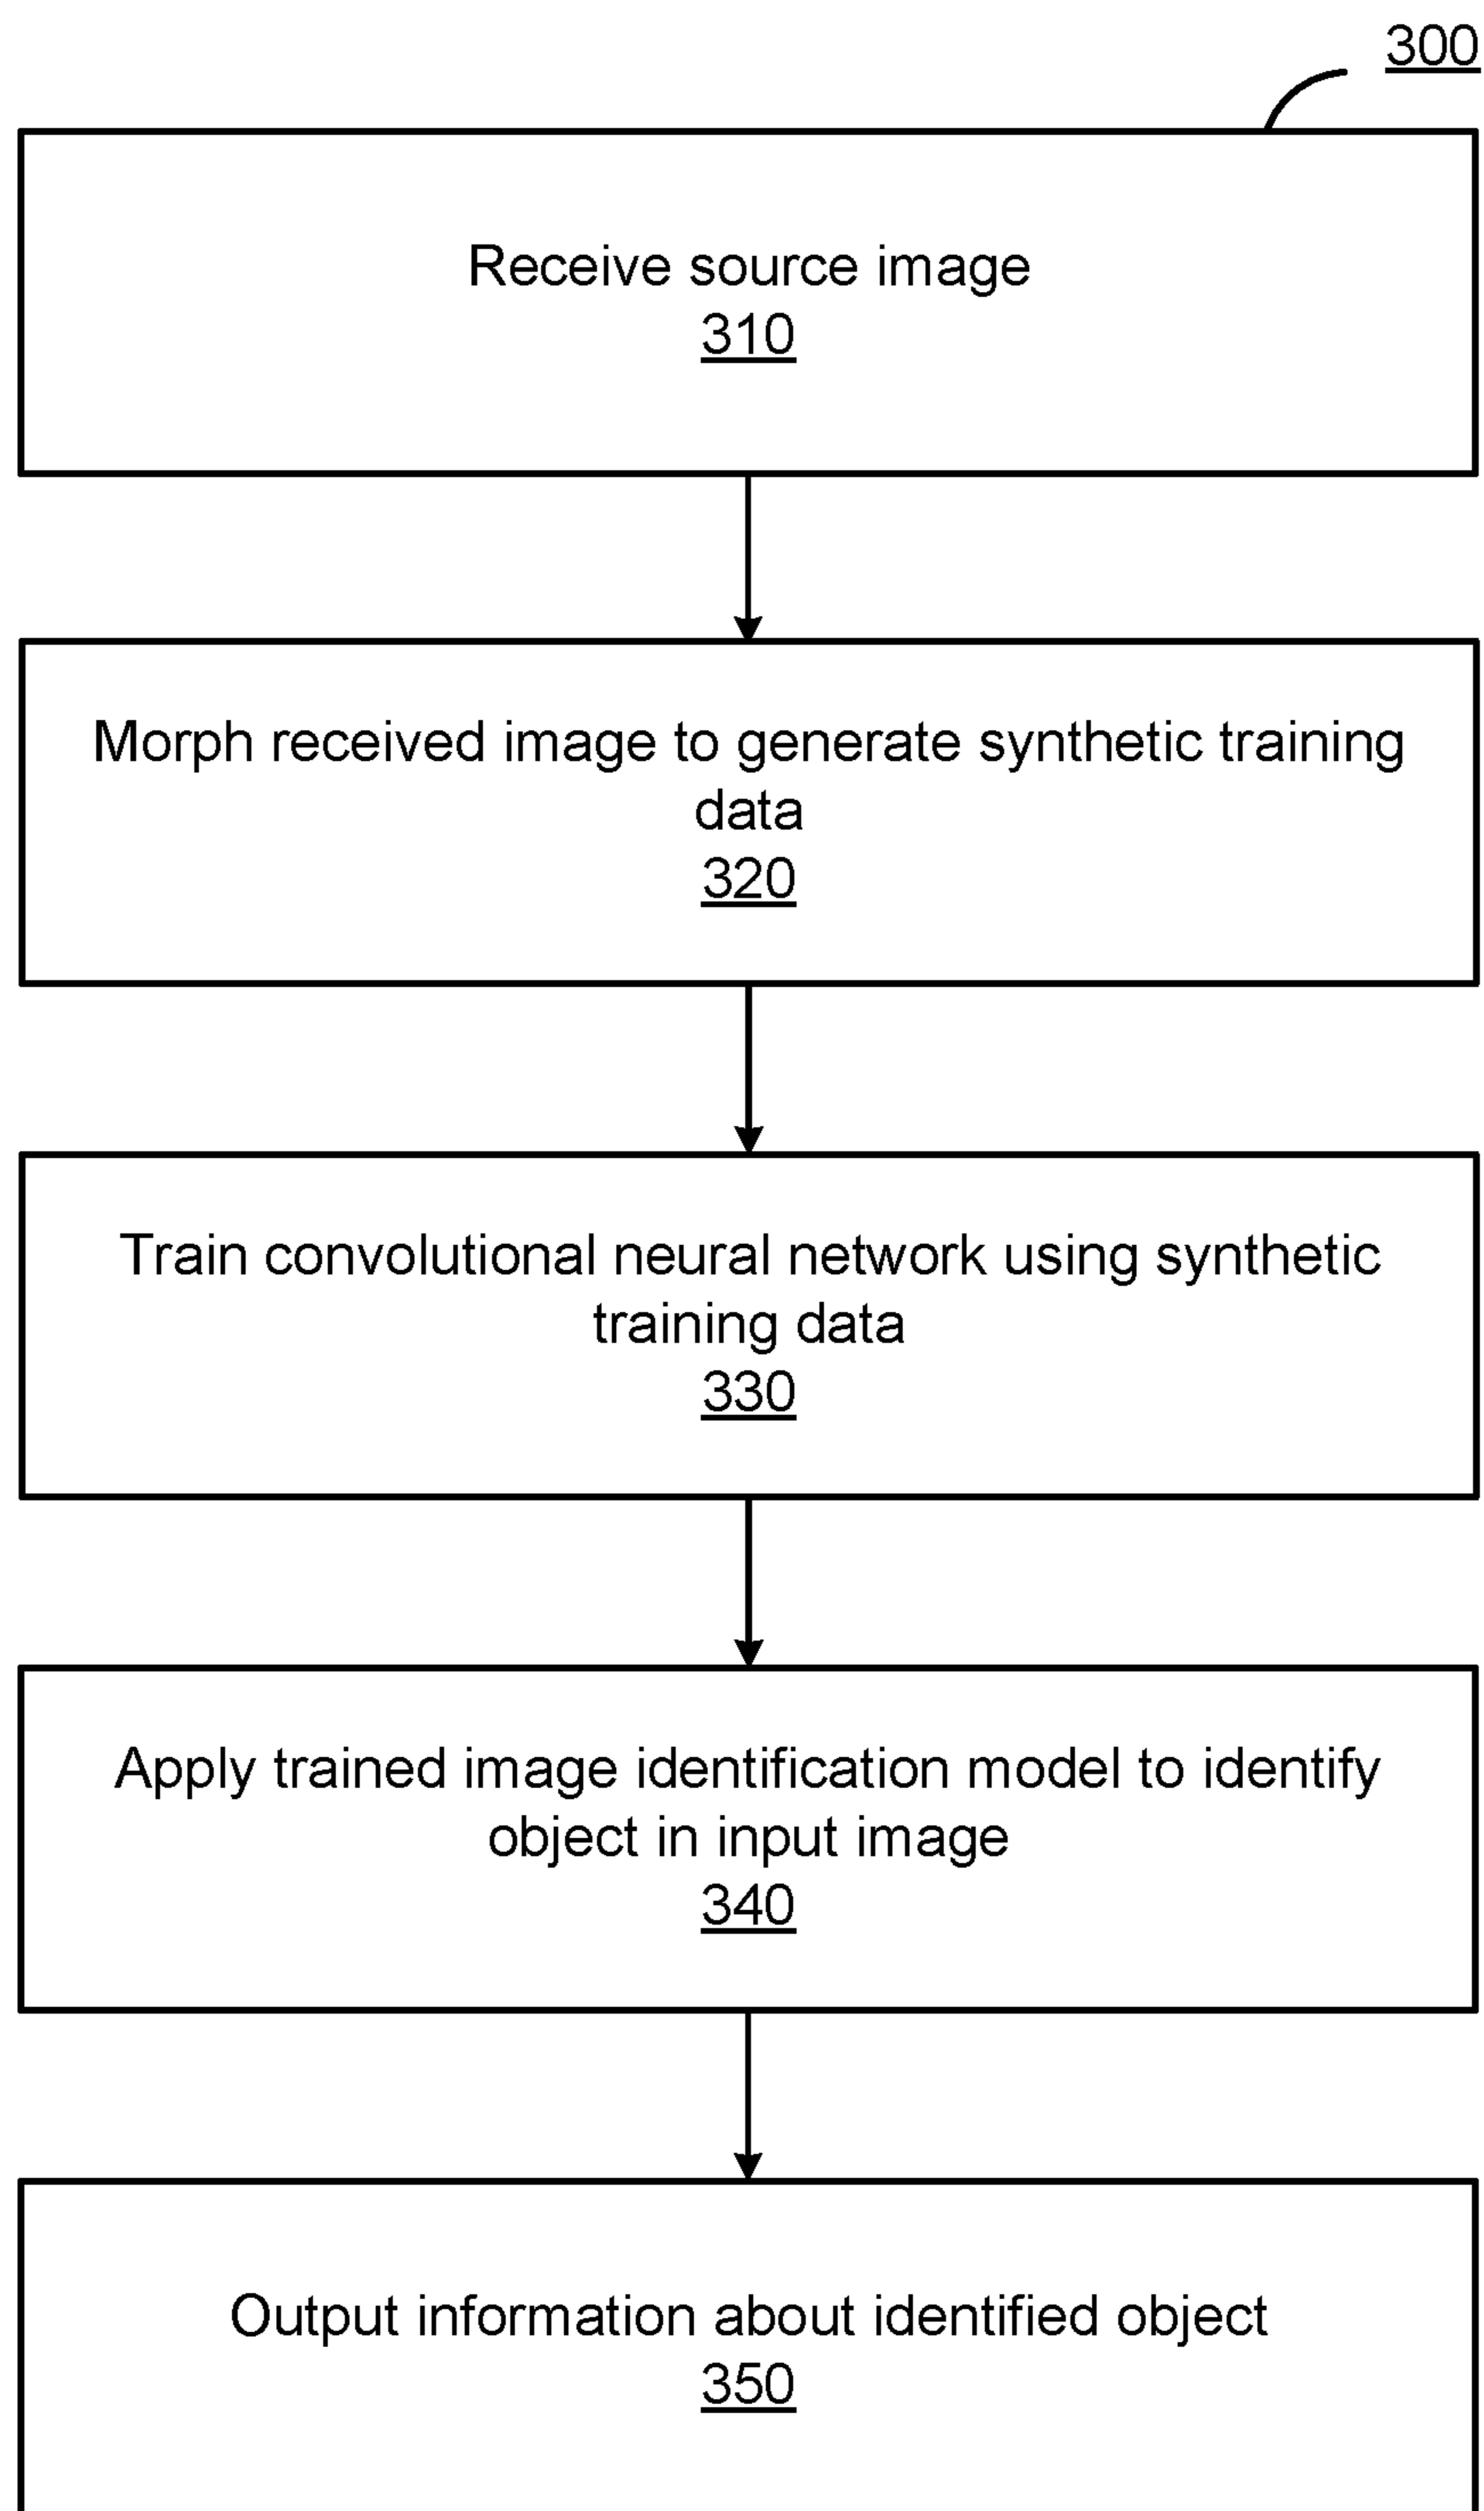 300
Receive source image
310
Morph received image to generate synthetic training
data
320
Train convolutional neural network using synthetic
training data
330
Apply trained image identification model to identify
object in input image
340
Output information about identified object
350